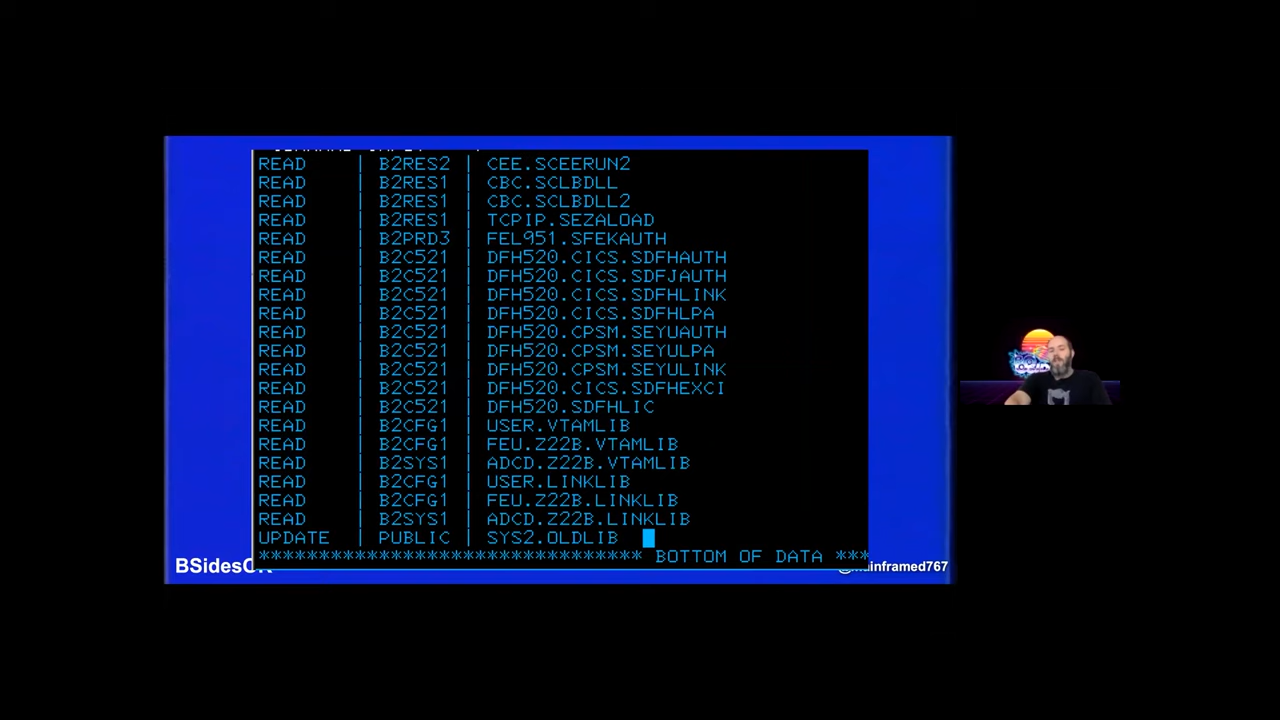 READ | B2RES2 | CEE.SCEERUN2
READ | B2RES1 | CBC.SCLBDLL
READ | B2RES1 | CBC.SCLBDLL2
READ | B2RES1 | TCPIP.SEZALOAD
READ | B2PRD3 | FEL951.SFEKAUTH
READ | B2C521 | DFH520.CICS.SDFHAUTH
READ | B2C521 | DFH520.CICS.SDFJAUTH
READ | B2C521 | DFH520.CICS.SDFHLINK
READ | B2C521 | DFH520.CICS.SDFHLPA
READ | B2C521 | DFH520.CPSM.SEYUAUTH
READ | B2C521 | DFH520.CPSM.SEYULPA
READ | B2C521 | DFH520.CPSM.SEYULINK
READ | B2C521 | DFH520.CICS.SDFHEXCI
READ | B2C521 | DFH520.SDFHLIC
READ | B2CFG1 | USER.VTAMLIB
READ | B2CFG1 | FEU.Z22B.VTAMLIB
READ | B2SYS1 | ADCD.Z22B.VTAMLIB
READ | B2CFG1 | USER.LINKLIB
READ | B2CFG1 | FEU.Z22B.LINKLIB
READ | B2SYS1 | ADCD.Z22B.LINKLIB
UPDATE | PUBLIC | SYS2.OLDLIB
******************************** BOTTOM OF DATA ***